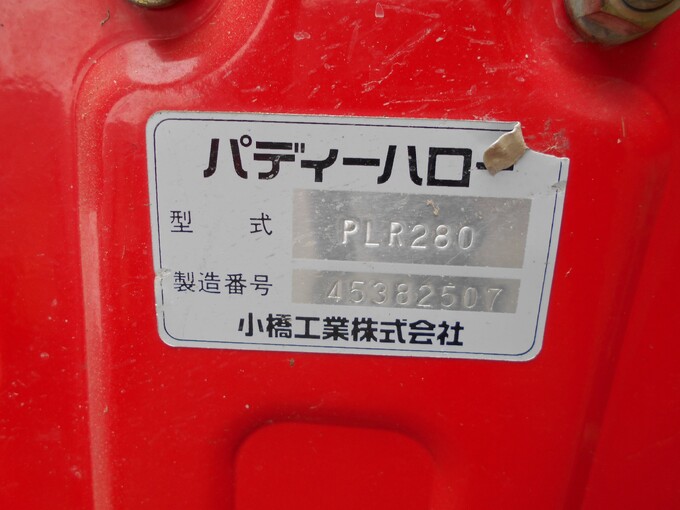 パディーハロー
型式 PLR280
製造番号 45382507
小橋工業株式会社